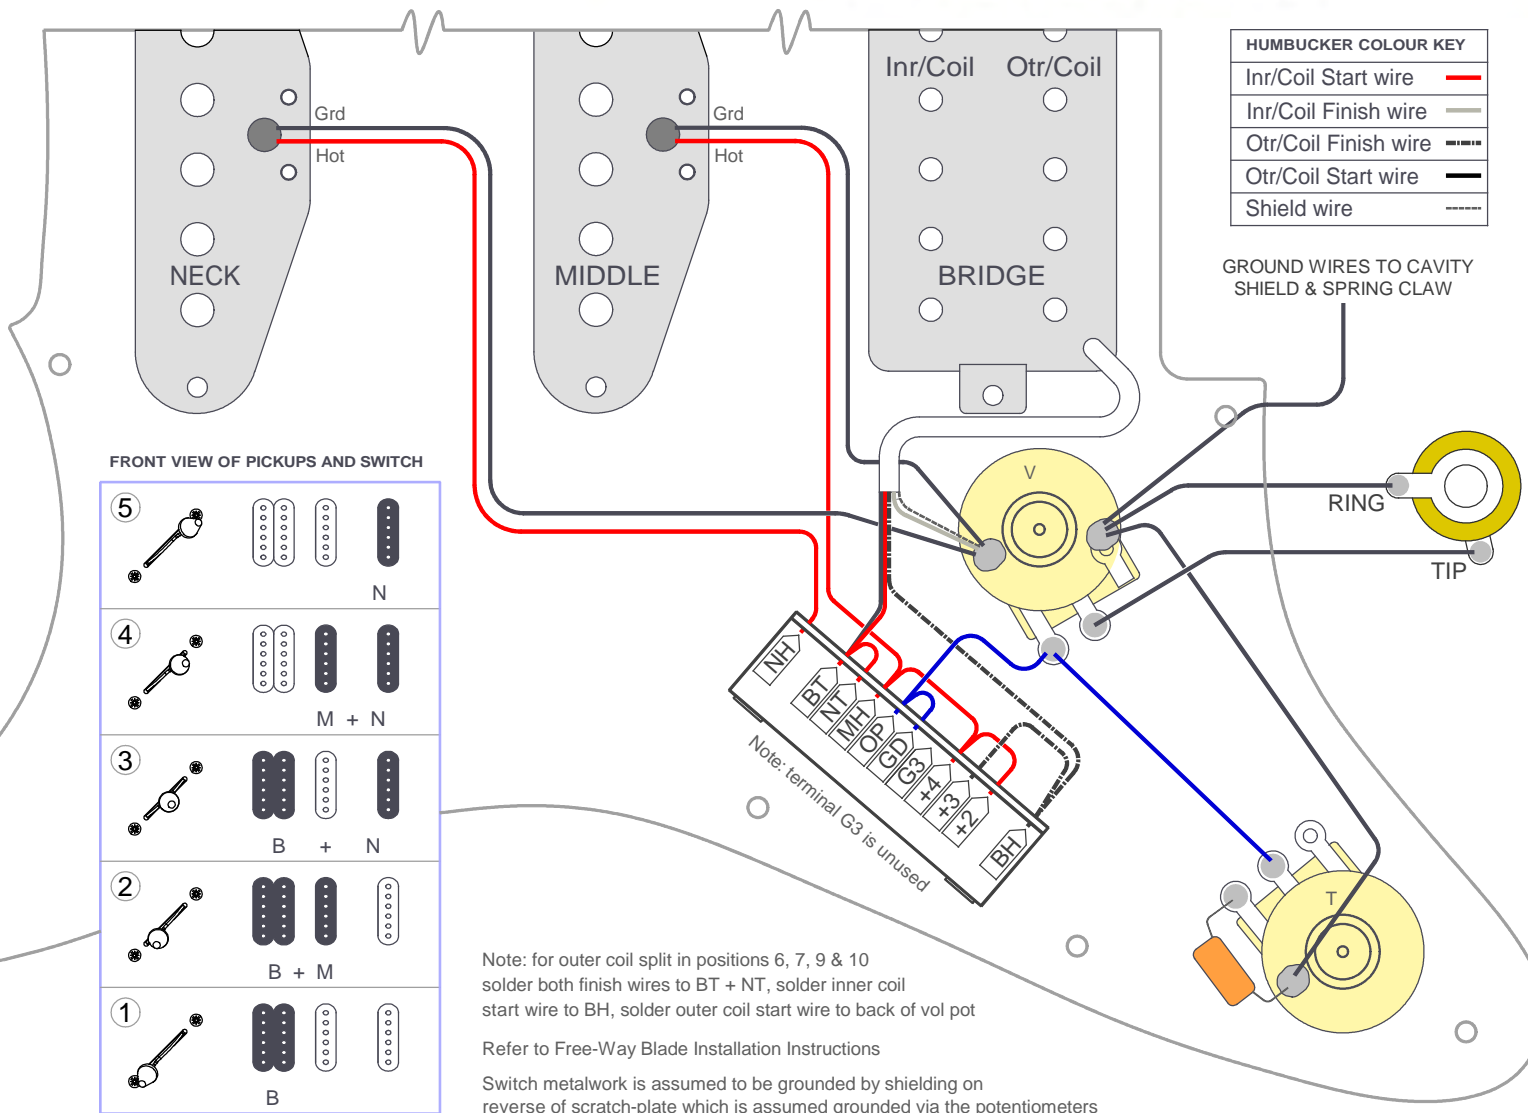 HUMBUCKER COLOUR KEY
Inr/Coil Start wire
Inr/Coil Finish wire
Otr/Coil Finish wire
Otr/Coil Start wire
Shield wire
Inr/Coil Otr/Coil
Grd
Hot
Grd
Hot
NECK
MIDDLE
BRIDGE
GROUND WIRES TO CAVITY
SHIELD & SPRING CLAW
V
RING
TIP
T
NH
BT
NT
MH
OP
GD
G3
+4
+3
+2
BH
Note: terminal G3 is unused
FRONT VIEW OF PICKUPS AND SWITCH
5
N
4
M + N
3
B + N
2
B + M
1
B
Note: for outer coil split in positions 6, 7, 9 & 10
solder both finish wires to BT + NT, solder inner coil
start wire to BH, solder outer coil start wire to back of vol pot
Refer to Free-Way Blade Installation Instructions
Switch metalwork is assumed to be grounded by shielding on
reverse of scratch-plate which is assumed grounded via the potentiometers